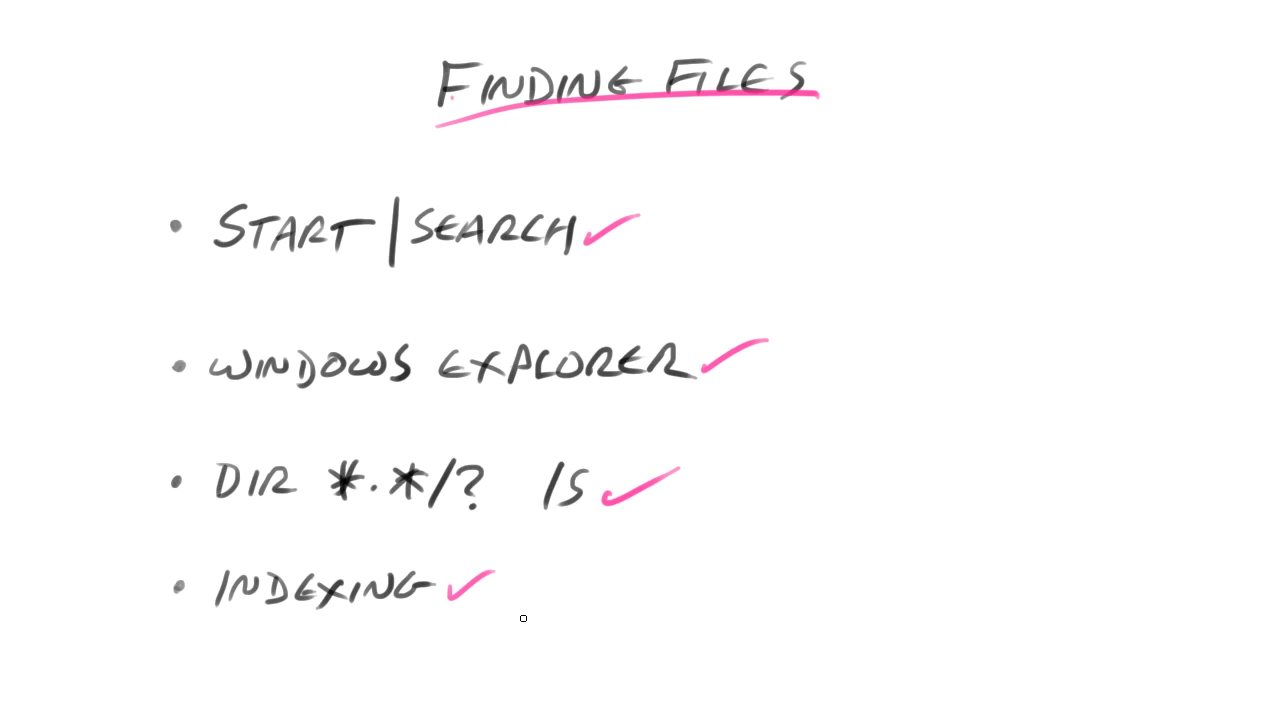 FINDING FILES
• START | SEARCH ✓
• WINDOWS EXPLORER ✓
• DIR *.*/? /S ✓
• INDEXING ✓